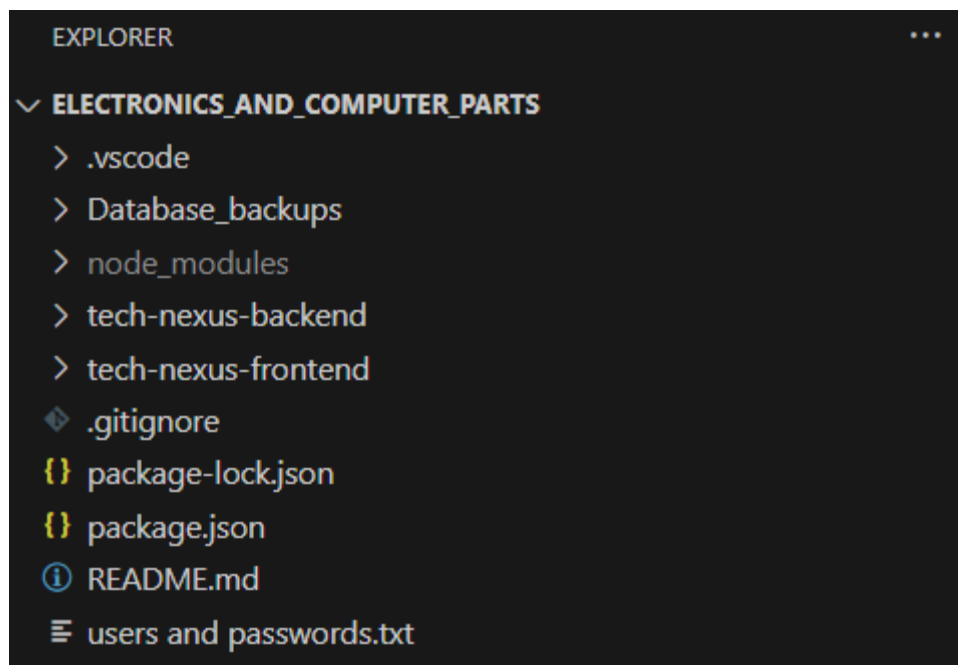 EXPLORER ...
ELECTRONICS_AND_COMPUTER_PARTS
.vscode
Database_backups
node_modules
tech-nexus-backend
tech-nexus-frontend
.gitignore
{} package-lock.json
{} package.json
README.md
users and passwords.txt